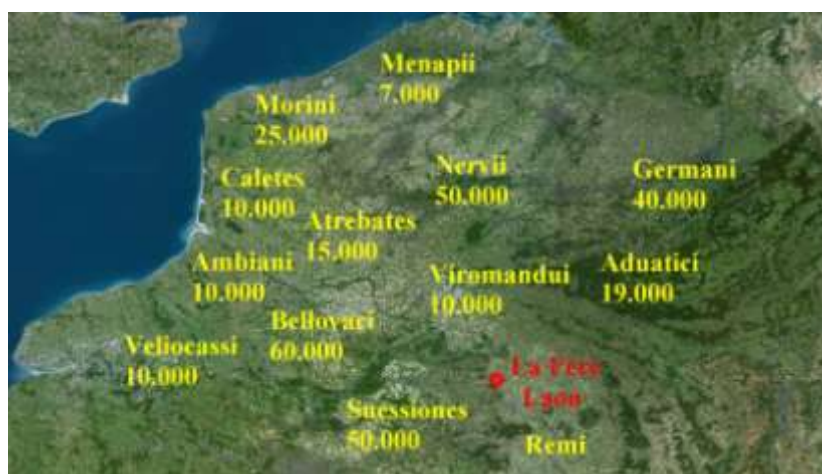 Menapii
7.000
Morini
25.000
Nervii
50.000
Germani
40.000
Caletes
10.000
Atrebates
15.000
Ambiani
10.000
Viromandui
10.000
Aduatici
19.000
Bellovaci
60.000
Veliocassi
10.000
La Fère
Laon
Suessiones
50.000
Remi